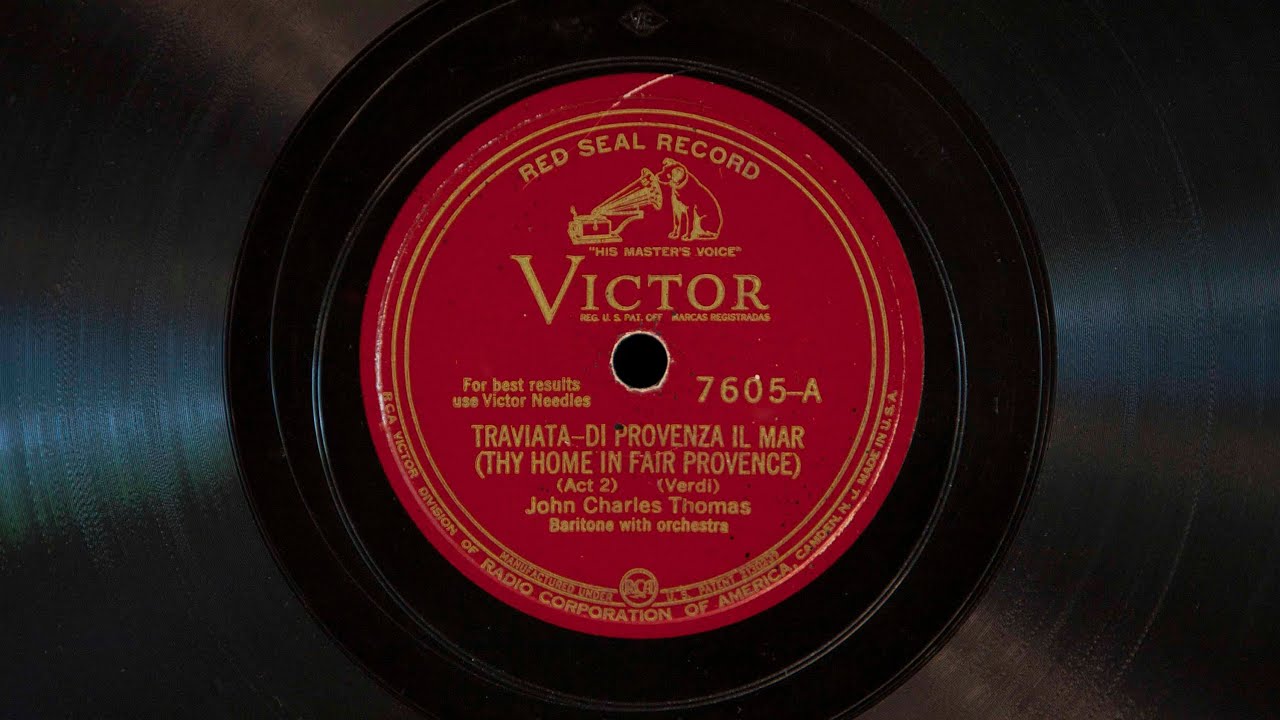 VE
RED SEAL RECORD
"HIS MASTER'S VOICE"
VICTOR
REG. U. S. PAT. OFF. MARCAS REGISTRADAS
For best results
use Victor Needles
7605-A
TRAVIATA-DI PROVENZA IL MAR
(THY HOME IN FAIR PROVENCE)
(Act 2) (Verdi)
John Charles Thomas
Baritone with orchestra
MANUFACTURED UNDER RCA U. S. PATENT
RCA VICTOR DIVISION OF RADIO CORPORATION OF AMERICA, CAMDEN, N. J. MADE IN U. S. A.